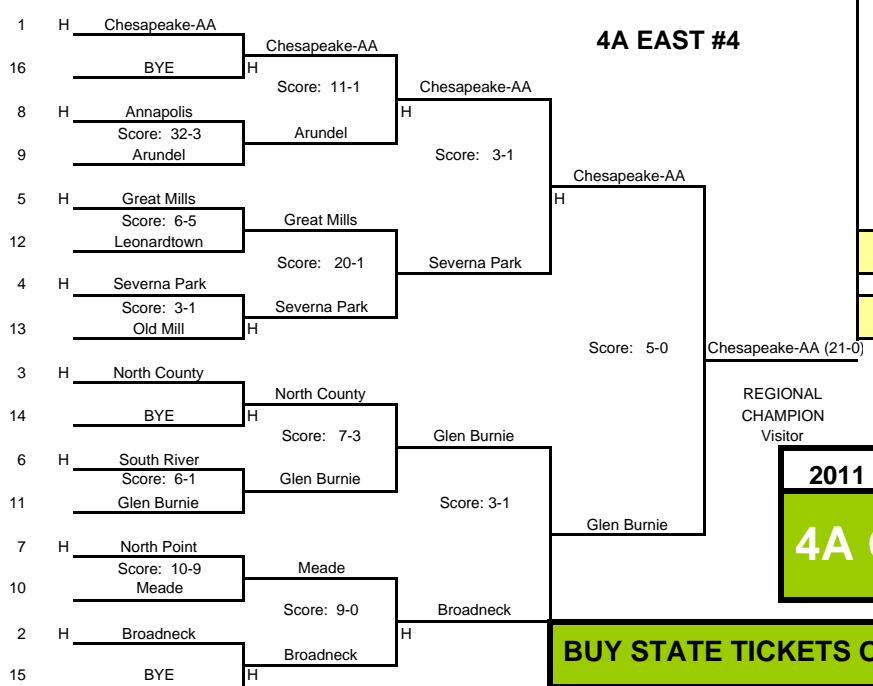 1 H Chesapeake-AA
Chesapeake-AA
4A EAST #4
16 BYE H
Score: 11-1
Chesapeake-AA
8 H Annapolis
H
Score: 32-3
Arundel
9 Arundel
Score: 3-1
Chesapeake-AA
5 H Great Mills
H
Score: 6-5
Great Mills
12 Leonardtown
Score: 20-1
Severna Park
4 H Severna Park
Score: 3-1
Severna Park
13 Old Mill H
Score: 5-0
Chesapeake-AA (21-0)
3 H North County
North County
REGIONAL
CHAMPION
Visitor
14 BYE H
Score: 7-3
Glen Burnie
6 H South River
Score: 6-1
Glen Burnie
11 Glen Burnie
Score: 3-1
2011
Glen Burnie
7 H North Point
4A
Score: 10-9
Meade
10 Meade
Score: 9-0
Broadneck
2 H Broadneck
H
Broadneck
BUY STATE TICKETS
15 BYE H